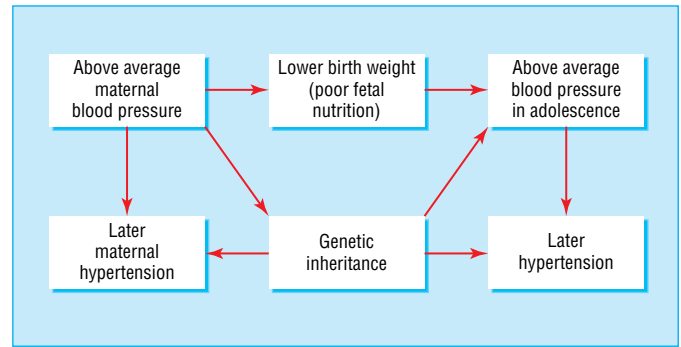 Above average
maternal
blood pressure
Lower birth weight
(poor fetal
nutrition)
Above average
blood pressure
in adolescence
Later
maternal
hypertension
Genetic
inheritance
Later
hypertension